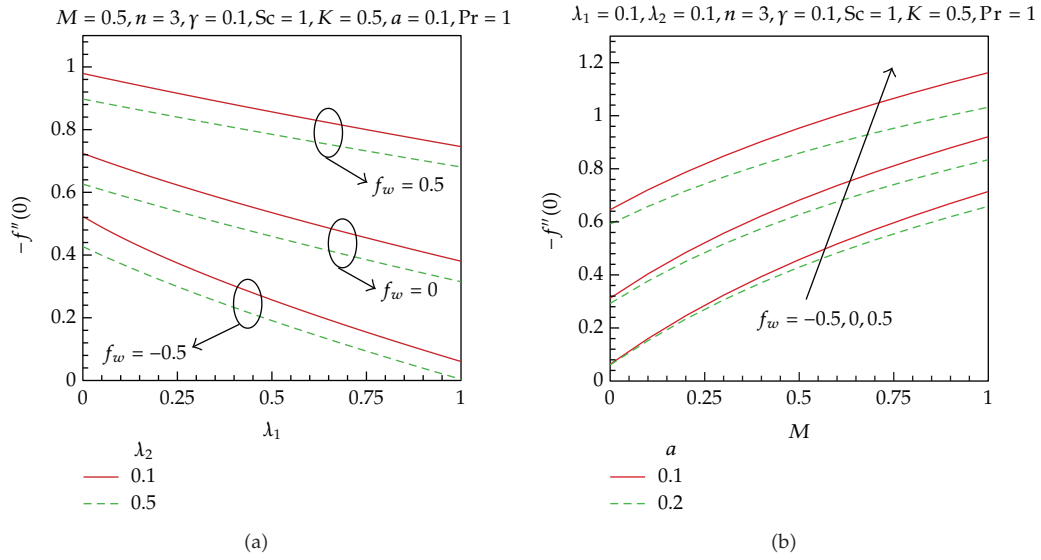 M = 0.5, n = 3, γ = 0.1, Sc = 1, K = 0.5, a = 0.1, Pr = 1
1
0.8
0.6
0.4
0.2
0
−f″(0)
f_w = 0.5
f_w = 0
f_w = −0.5
0
0.25
0.5
0.75
1
λ₁
λ₂
0.1
0.5
(a)
λ₁ = 0.1, λ₂ = 0.1, n = 3, γ = 0.1, Sc = 1, K = 0.5, Pr = 1
1.2
1
0.8
0.6
0.4
0.2
0
−f″(0)
f_w = −0.5, 0, 0.5
0
0.25
0.5
0.75
1
M
a
0.1
0.2
(b)